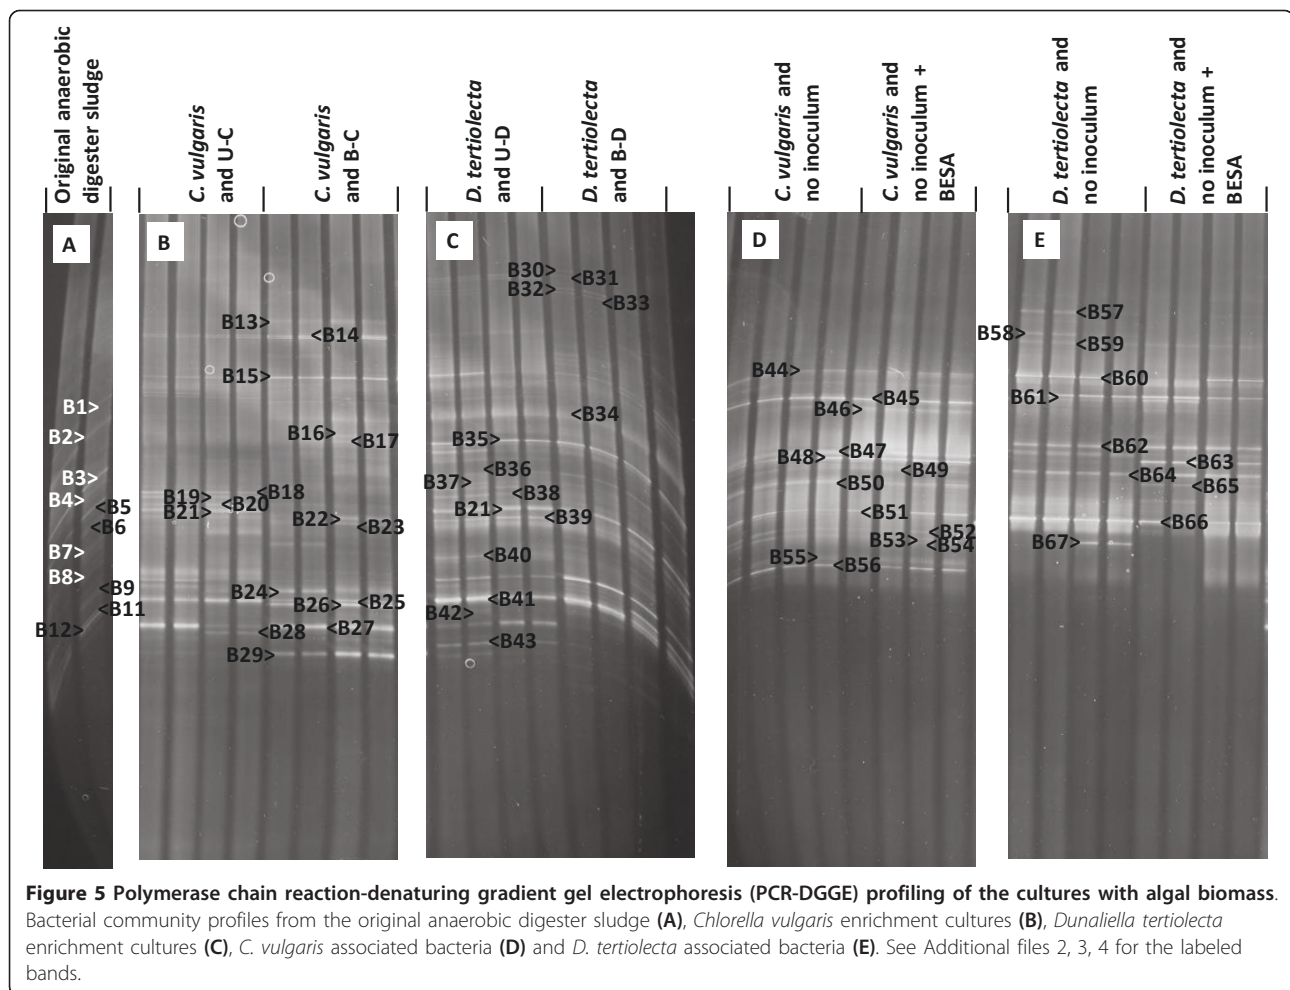 Original anaerobic
digester sludge
C. vulgaris
and U-C
C. vulgaris
and B-C
D. tertiolecta
and U-D
D. tertiolecta
and B-D
C. vulgaris and
no inoculum
C. vulgaris and
no inoculum +
BESA
D. tertiolecta and
no inoculum
D. tertiolecta and
no inoculum +
BESA
A
B1>
B2>
B3>
B4>
<B5
<B6
B7>
B8>
<B9
<B11
B12>
B
B13>
<B14
B15>
B16>
<B17
<B18
B19>
<B20
B21>
B22>
<B23
B24>
<B25
B26>
<B27
<B28
B29>
C
B30>
<B31
B32>
<B33
<B34
B35>
<B36
B37>
<B38
B21>
<B39
<B40
<B41
B42>
<B43
D
B44>
<B45
B46>
<B47
B48>
<B49
<B50
<B51
<B52
B53>
<B54
B55>
<B56
E
<B57
B58>
<B59
<B60
B61>
<B62
<B63
<B64
<B65
<B66
B67>
Figure 5 Polymerase chain reaction-denaturing gradient gel electrophoresis (PCR-DGGE) profiling of the cultures with algal biomass.
Bacterial community profiles from the original anaerobic digester sludge (A), Chlorella vulgaris enrichment cultures (B), Dunaliella tertiolecta
enrichment cultures (C), C. vulgaris associated bacteria (D) and D. tertiolecta associated bacteria (E). See Additional files 2, 3, 4 for the labeled
bands.